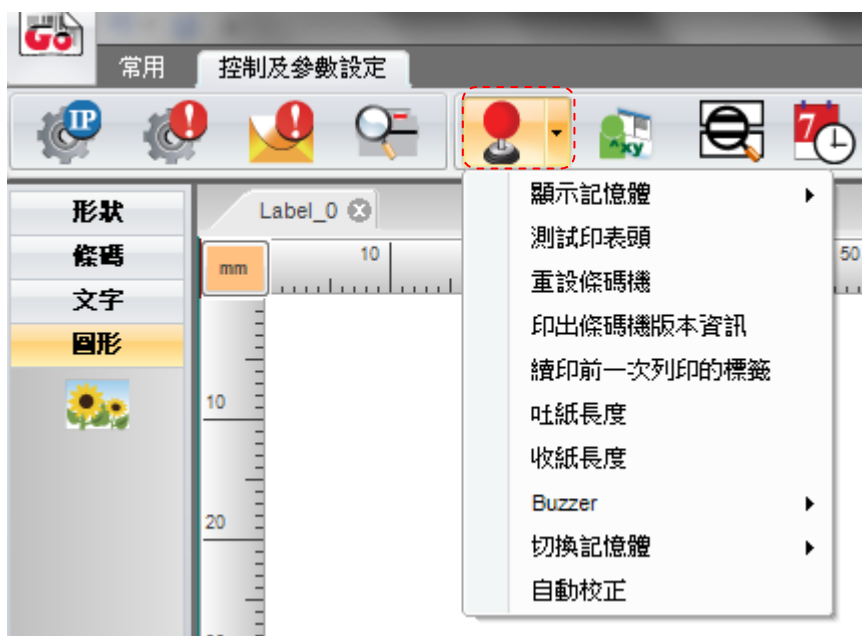 Go
常用
控制及參數設定
IP
xy
7
形狀
條碼
文字
圖形
Label_0
mm
10
50
10
20
顯示記憶體
測試印表頭
重設條碼機
印出條碼機版本資訊
續印前一次列印的標籤
吐紙長度
收紙長度
Buzzer
切換記憶體
自動校正